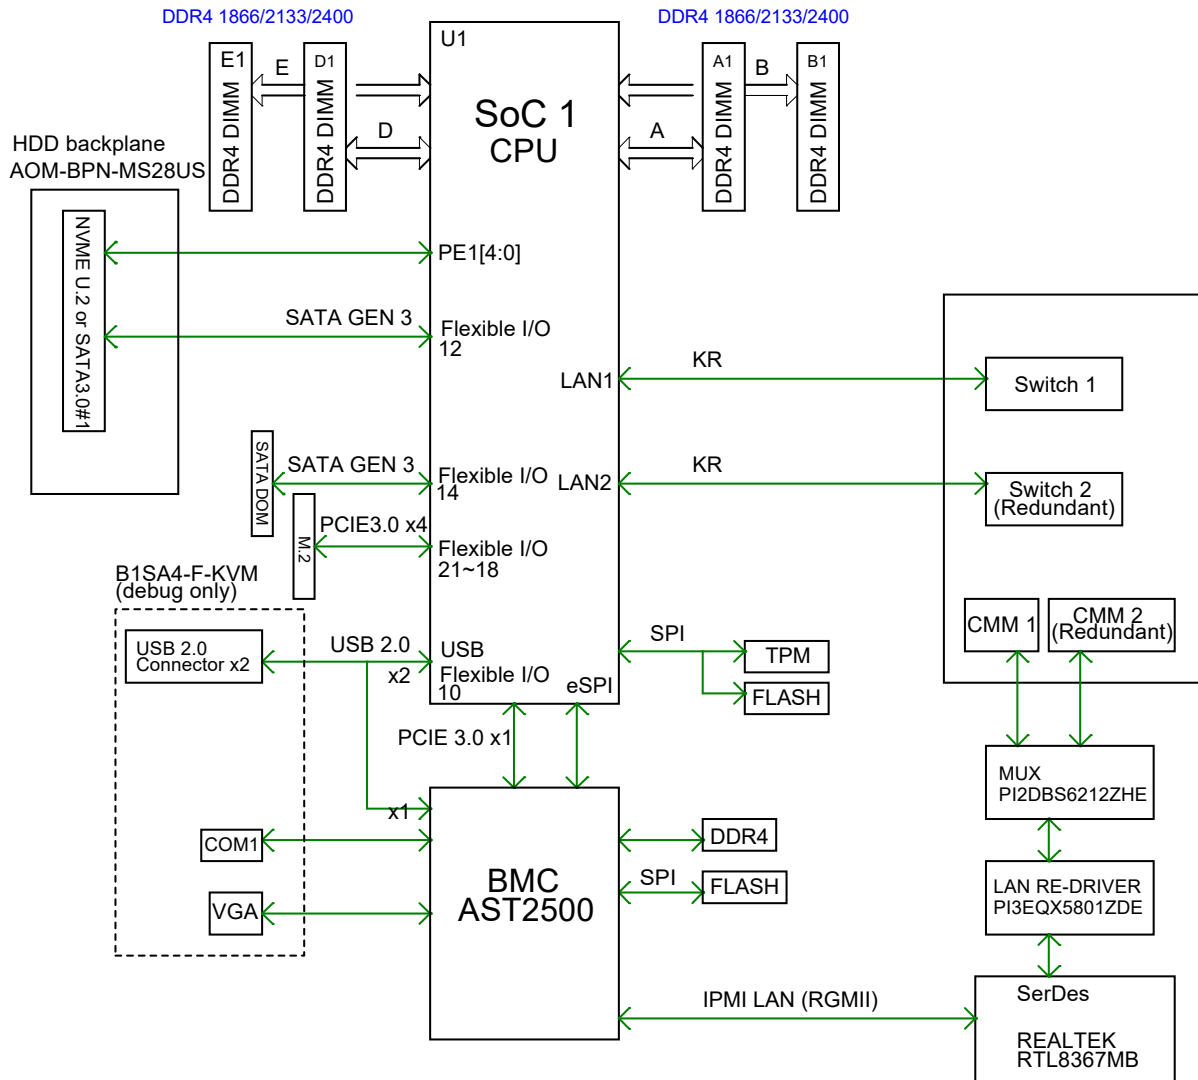 DDR4 1866/2133/2400
DDR4 1866/2133/2400
U1
E1
DDR4 DIMM
E
D1
DDR4 DIMM
D
SoC 1
CPU
A1
DDR4 DIMM
B
A
B1
DDR4 DIMM
HDD backplane
AOM-BPN-MS28US
NVME U.2 or SATA3.0#1
PE1[4:0]
SATA GEN 3
Flexible I/O
12
LAN1
KR
Switch 1
SATA DOM
SATA GEN 3
Flexible I/O
14
LAN2
KR
Switch 2
(Redundant)
M.2
PCIE3.0 x4
Flexible I/O
21~18
B1SA4-F-KVM
(debug only)
USB 2.0
Connector x2
USB 2.0
x2
USB
Flexible I/O
10
eSPI
SPI
TPM
FLASH
CMM 1
CMM 2
(Redundant)
PCIE 3.0 x1
MUX
PI2DBS6212ZHE
x1
COM1
VGA
BMC
AST2500
DDR4
SPI
FLASH
LAN RE-DRIVER
PI3EQX5801ZDE
IPMI LAN (RGMII)
SerDes
REALTEK
RTL8367MB